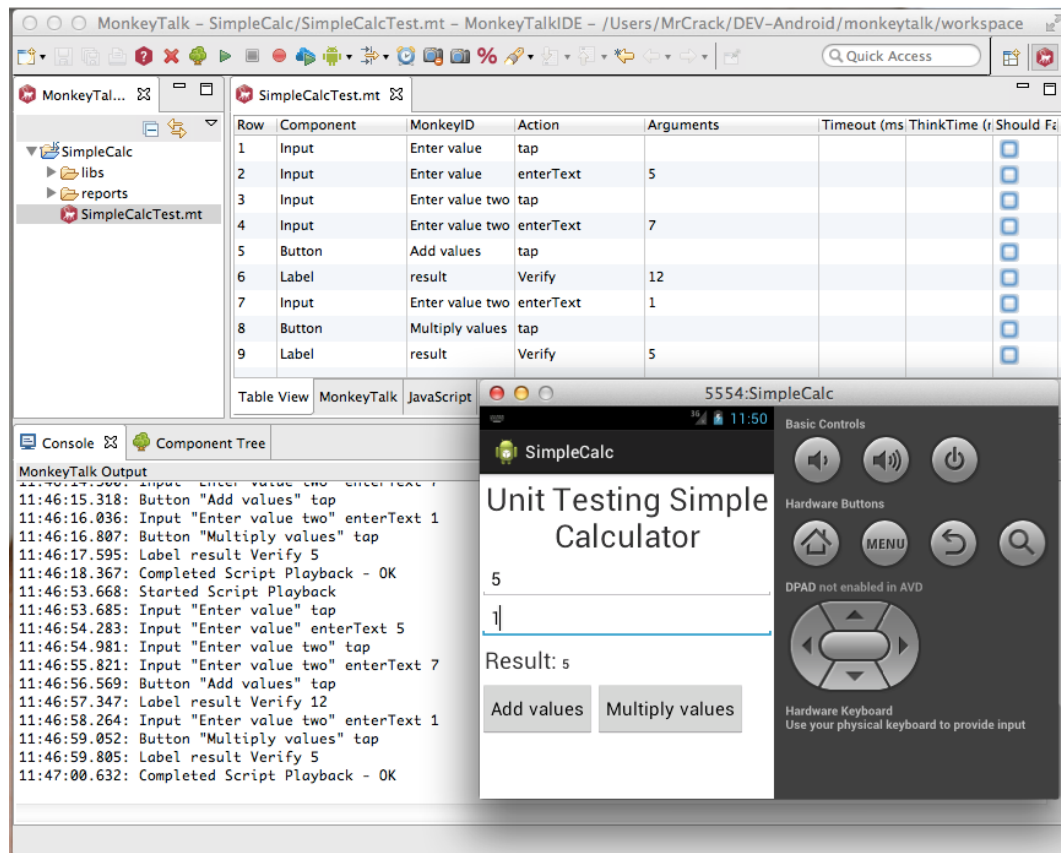 MonkeyTalk – SimpleCalc/SimpleCalcTest.mt – MonkeyTalkIDE – /Users/MrCrack/DEV-Android/monkeytalk/workspace
Quick Access
MonkeyTal...
SimpleCalc
libs
reports
SimpleCalcTest.mt
SimpleCalcTest.mt
Row Component MonkeyID Action Arguments Timeout (ms ThinkTime (r Should Fa
1 Input Enter value tap
2 Input Enter value enterText 5
3 Input Enter value two tap
4 Input Enter value two enterText 7
5 Button Add values tap
6 Label result Verify 12
7 Input Enter value two enterText 1
8 Button Multiply values tap
9 Label result Verify 5
Table View MonkeyTalk JavaScript
Console Component Tree
MonkeyTalk Output
11:46:14.500: Input "Enter value two" enterText 7
11:46:15.318: Button "Add values" tap
11:46:16.036: Input "Enter value two" enterText 1
11:46:16.807: Button "Multiply values" tap
11:46:17.595: Label result Verify 5
11:46:18.367: Completed Script Playback - OK
11:46:53.668: Started Script Playback
11:46:53.685: Input "Enter value" tap
11:46:54.283: Input "Enter value" enterText 5
11:46:54.981: Input "Enter value two" tap
11:46:55.821: Input "Enter value two" enterText 7
11:46:56.569: Button "Add values" tap
11:46:57.347: Label result Verify 12
11:46:58.264: Input "Enter value two" enterText 1
11:46:59.052: Button "Multiply values" tap
11:46:59.805: Label result Verify 5
11:47:00.632: Completed Script Playback - OK
5554:SimpleCalc
3G 11:50
SimpleCalc
Unit Testing Simple
Calculator
5
1
Result: 5
Add values Multiply values
Basic Controls
Hardware Buttons
MENU
DPAD not enabled in AVD
Hardware Keyboard
Use your physical keyboard to provide input